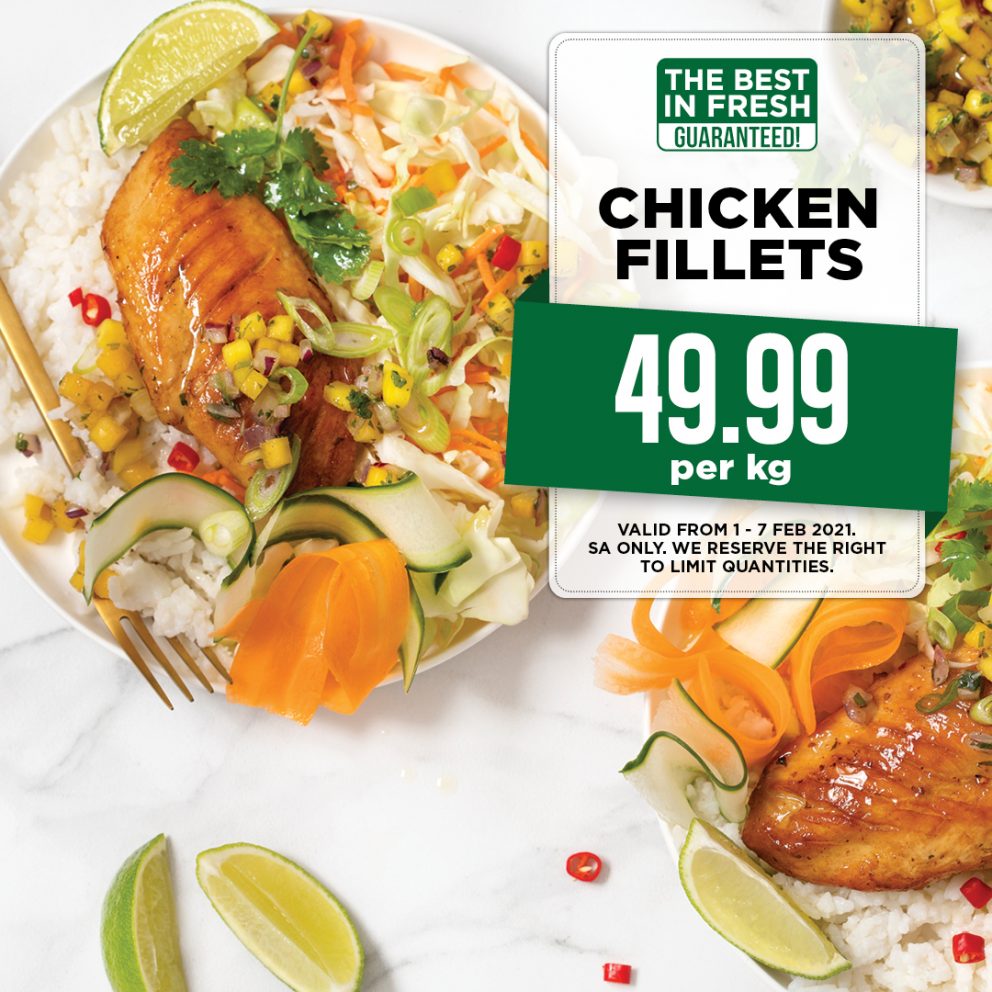 THE BEST
IN FRESH
GUARANTEED!
CHICKEN
FILLETS
49.99
per kg
VALID FROM 1 - 7 FEB 2021.
SA ONLY. WE RESERVE THE RIGHT
TO LIMIT QUANTITIES.